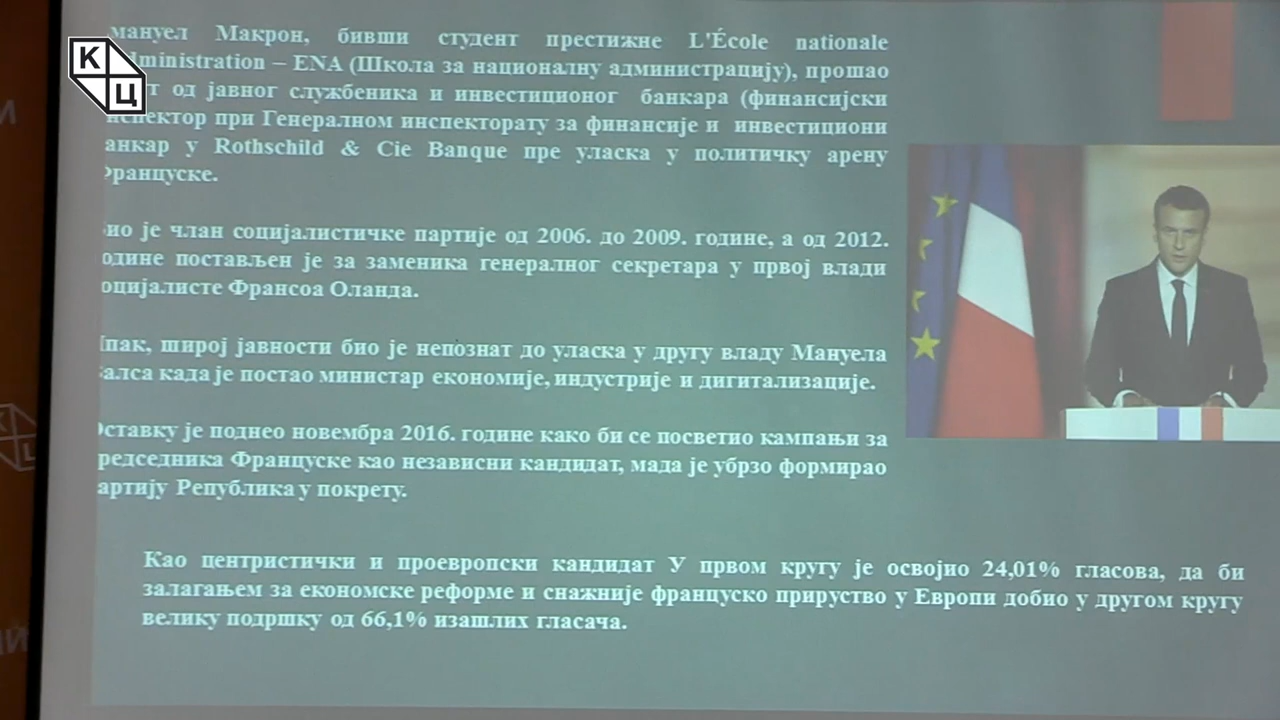 К
Ц
мануел Макрон, бивши студент престижне L'École nationale
dministration – ENA (Школа за националну администрацију), прошао
т од јавног службеника и инвестиционог банкара (финансијски
нспектор при Генералном инспекторату за финансије и инвестициони
анкар у Rothschild & Cie Banque пре уласка у политичку арену
ранцуске.
ио је члан социјалистичке партије од 2006. до 2009. године, а од 2012.
одине постављен је за заменика генералног секретара у првој влади
оцијалисте Франсоа Оланда.
пак, широј јавности био је непознат до уласка у другу владу Мануела
алса када је постао министар економије, индустрије и дигитализације.
ставку је поднео новембра 2016. године како би се посветио кампањи за
редседника Француске као независни кандидат, мада је убрзо формирао
артију Република у покрету.
Као центристички и проевропски кандидат У првом кругу је освојио 24,01% гласова, да би
залагањем за економске реформе и снажније француско прируство у Европи добио у другом кругу
велику подршку од 66,1% изашлих гласача.